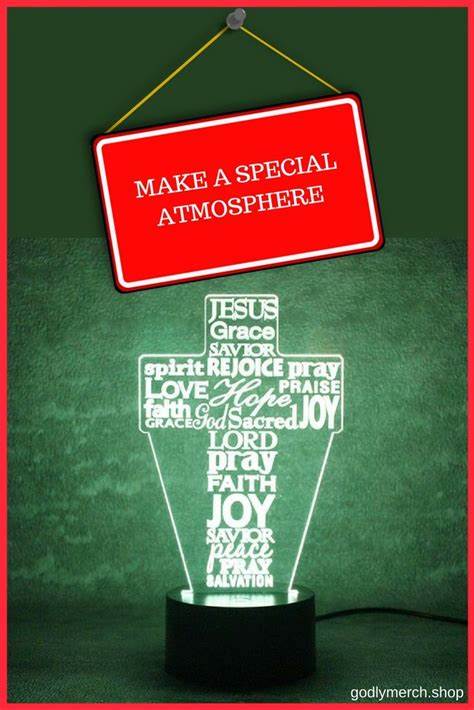 MAKE A SPECIAL
ATMOSPHERE
JESUS
Grace
SAVIOR
spirit REJOICE pray
LOVE Hope PRAISE
faith God Sacred JOY
GRACE
LORD
pray
FAITH
JOY
SAVIOR
peace
PRAY
SALVATION
godlymerch.shop